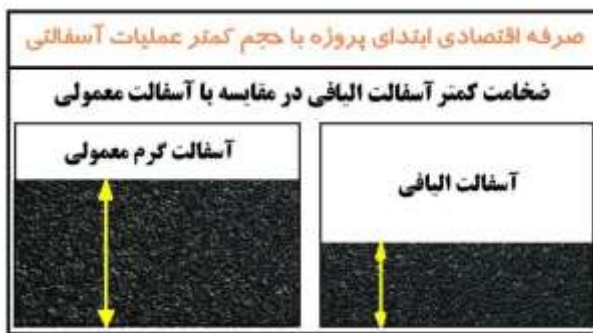 صرفه اقتصادی ابتدای پروژه با حجم کمتر عملیات آسفالتی
ضخامت کمتر آسفالت الیافی در مقایسه با آسفالت معمولی
آسفالت گرم معمولی
آسفالت الیافی